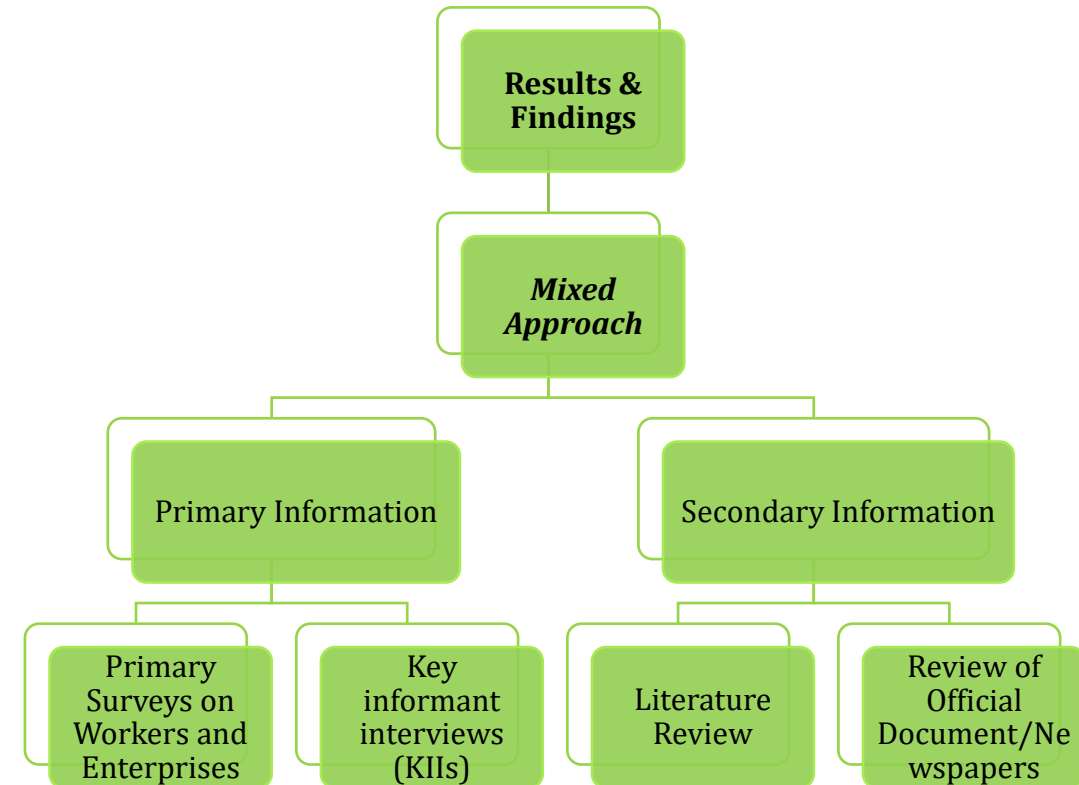 Results &
Findings
Mixed
Approach
Primary Information
Secondary Information
Primary
Surveys on
Workers and
Enterprises
Key
informant
interviews
(KIIs)
Literature
Review
Review of
Official
Document/Ne
wspapers